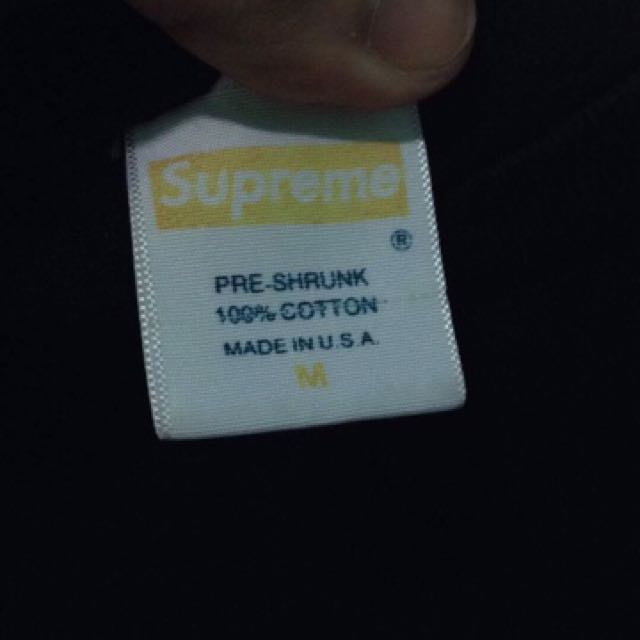 Supreme
®
PRE-SHRUNK
100% COTTON
MADE IN U.S.A.
M